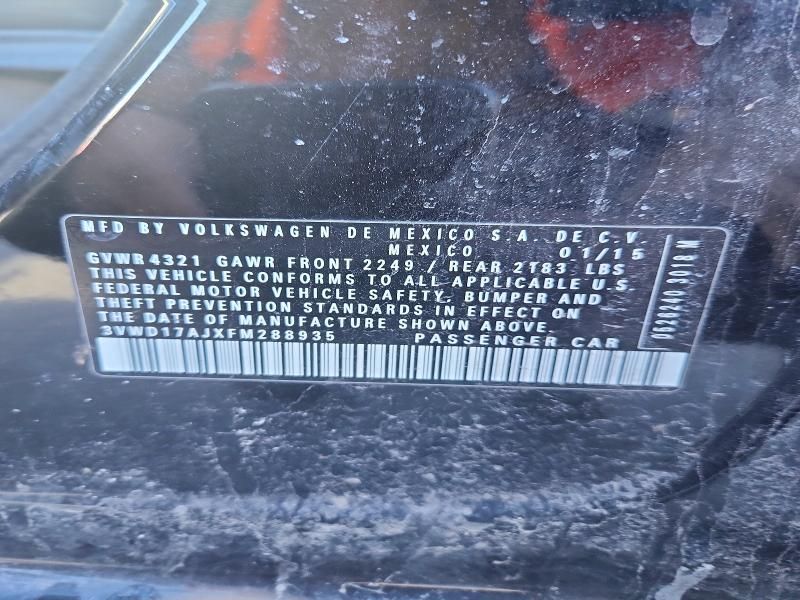 MFD BY VOLKSWAGEN DE MEXICO S.A. DE C.V.
MEXICO 01/15
GVWR 4321 GAWR FRONT 2249 / REAR 2183 LBS
THIS VEHICLE CONFORMS TO ALL APPLICABLE U.S.
FEDERAL MOTOR VEHICLE SAFETY, BUMPER AND
THEFT PREVENTION STANDARDS IN EFFECT ON
THE DATE OF MANUFACTURE SHOWN ABOVE.
3VWD17AJXFM288935 PASSENGER CAR